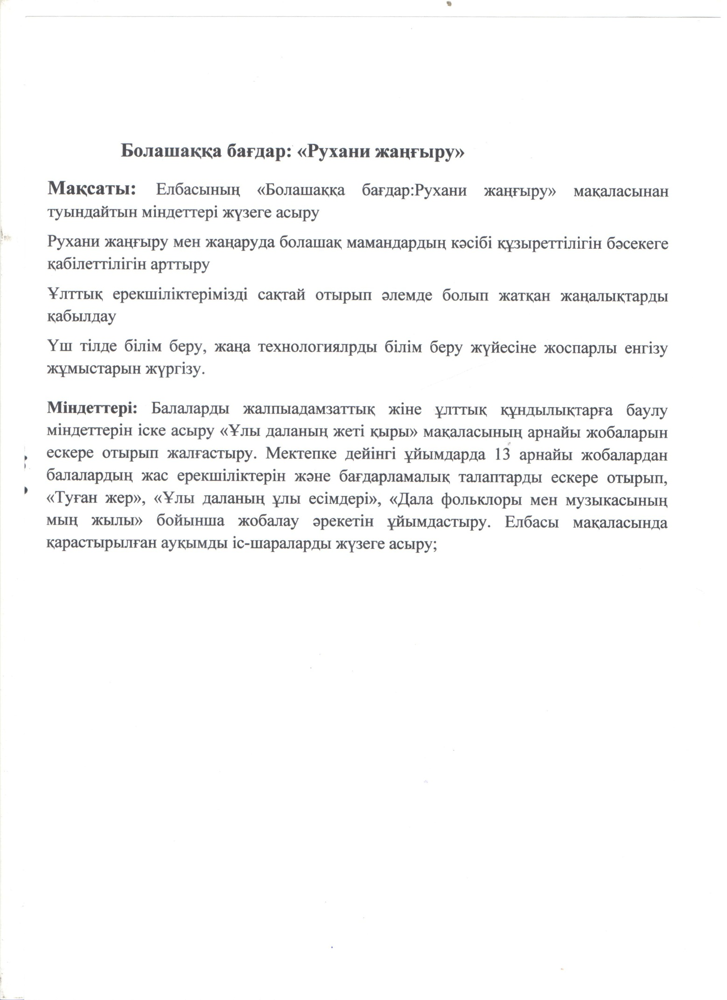 Болашаққа бағдар: «Рухани жаңғыру»
Мақсаты: Елбасының «Болашаққа бағдар:Рухани жаңғыру» мақаласынан
туындайтын міндеттері жүзеге асыру
Рухани жаңғыру мен жаңаруда болашақ мамандардың кәсібі құзыреттілігін бәсекеге
қабілеттілігін арттыру
Ұлттық ерекшіліктерімізді сақтай отырып әлемде болып жатқан жаңалықтарды
қабылдау
Үш тілде білім беру, жаңа технологиялрды білім беру жүйесіне жоспарлы енгізу
жұмыстарын жүргізу.
Міндеттері: Балаларды жалпыадамзаттық жіне ұлттық құндылықтарға баулу
міндеттерін іске асыру «Ұлы даланың жеті қыры» мақаласының арнайы жобаларын
ескере отырып жалғастыру. Мектепке дейінгі ұйымдарда 13 арнайы жобалардан
балалардың жас ерекшіліктерін және бағдарламалық талаптарды ескере отырып,
«Туған жер», «Ұлы даланың ұлы есімдері», «Дала фольклоры мен музыкасының
мың жылы» бойынша жобалау әрекетін ұйымдастыру. Елбасы мақаласында
қарастырылған ауқымды іс-шараларды жүзеге асыру;